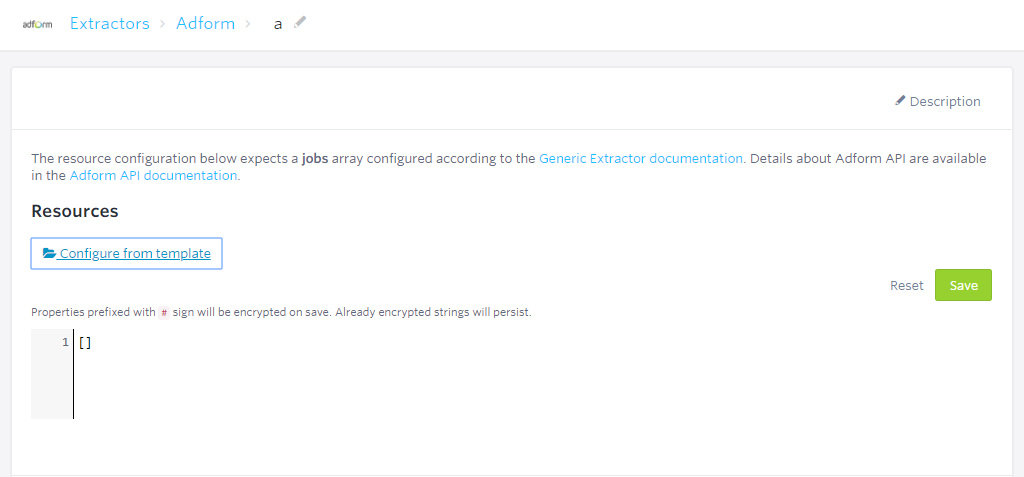 adform Extractors > Adform > a
Description
The resource configuration below expects a jobs array configured according to the Generic Extractor documentation. Details about Adform API are available
in the Adform API documentation.
Resources
Configure from template
Reset Save
Properties prefixed with # sign will be encrypted on save. Already encrypted strings will persist.
1 []